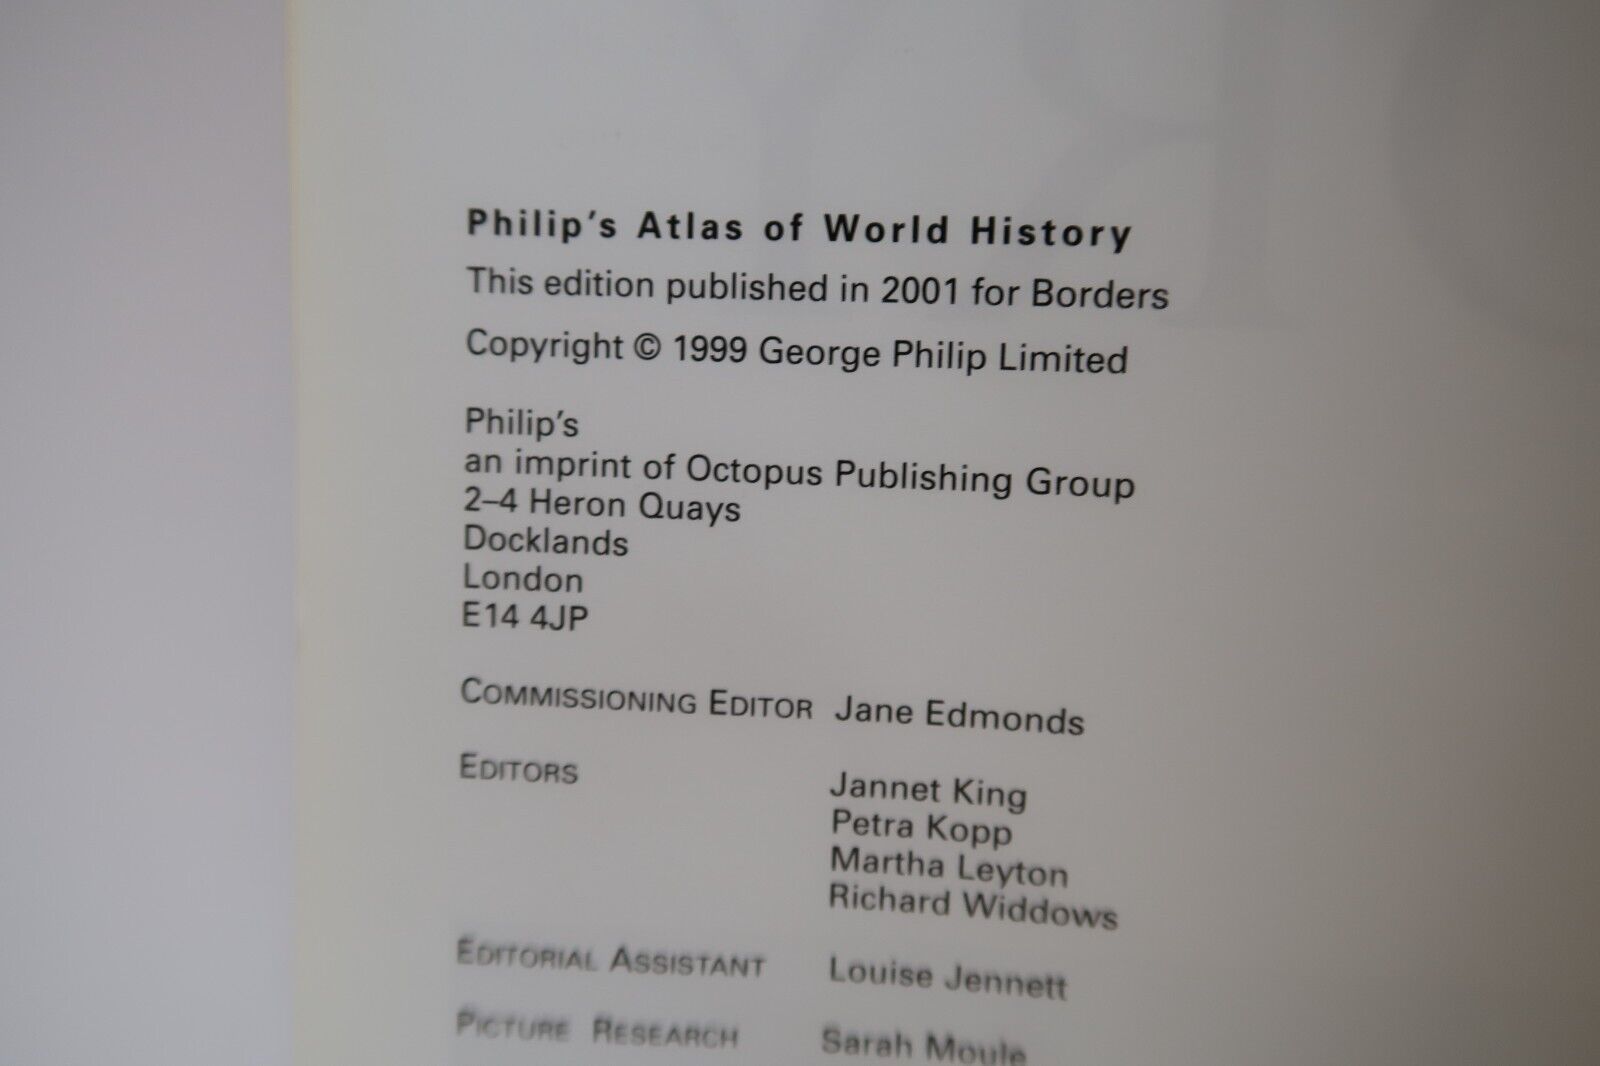 Philip's Atlas of World History
This edition published in 2001 for Borders
Copyright © 1999 George Philip Limited
Philip's
an imprint of Octopus Publishing Group
2–4 Heron Quays
Docklands
London
E14 4JP
COMMISSIONING EDITOR Jane Edmonds
EDITORS Jannet King
Petra Kopp
Martha Leyton
Richard Widdows
EDITORIAL ASSISTANT Louise Jennett
PICTURE RESEARCH Sarah Moule